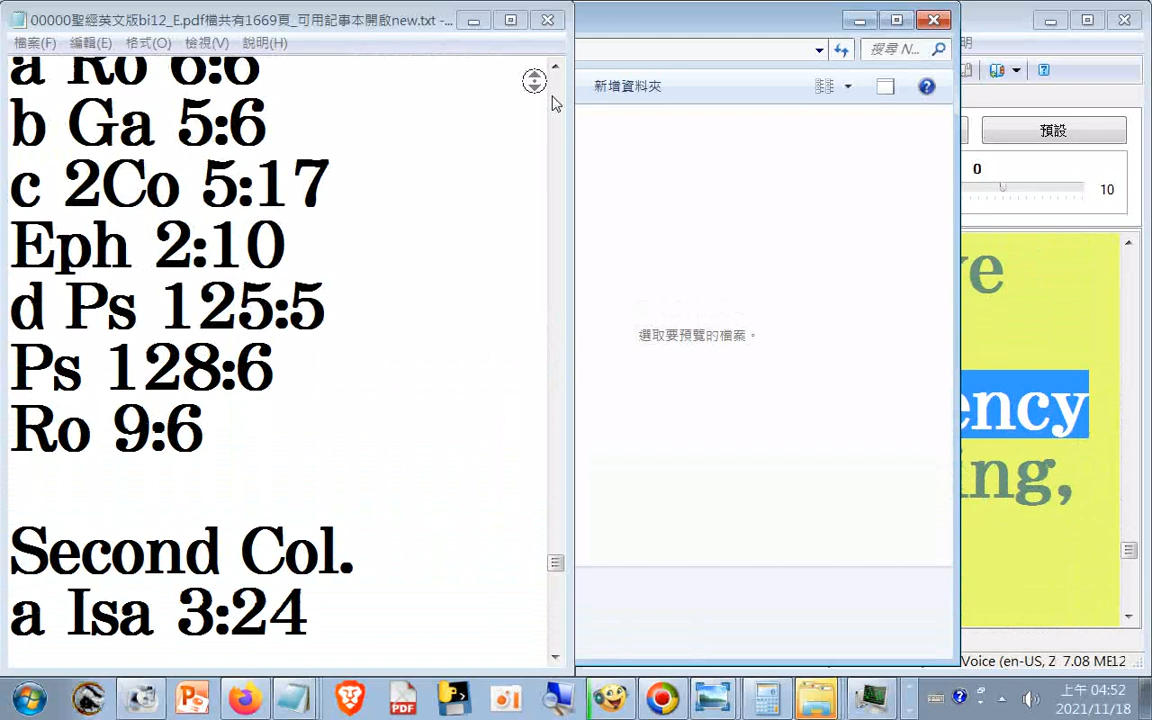 00000聖經英文版bi12_E.pdf檔共有1669頁_可用記事本開啟new.txt -...
檔案(F) 編輯(E) 格式(O) 檢視(V) 說明(H)
a Ro 6:6
b Ga 5:6
c 2Co 5:17
Eph 2:10
d Ps 125:5
Ps 128:6
Ro 9:6
Second Col.
a Isa 3:24
搜尋 N...
新增資料夾
選取要預覽的檔案。
明
預設
0
10
ve
ency
ing,
Voice (en-US, Z 7.08 ME12
PDF
上午 04:52
2021/11/18